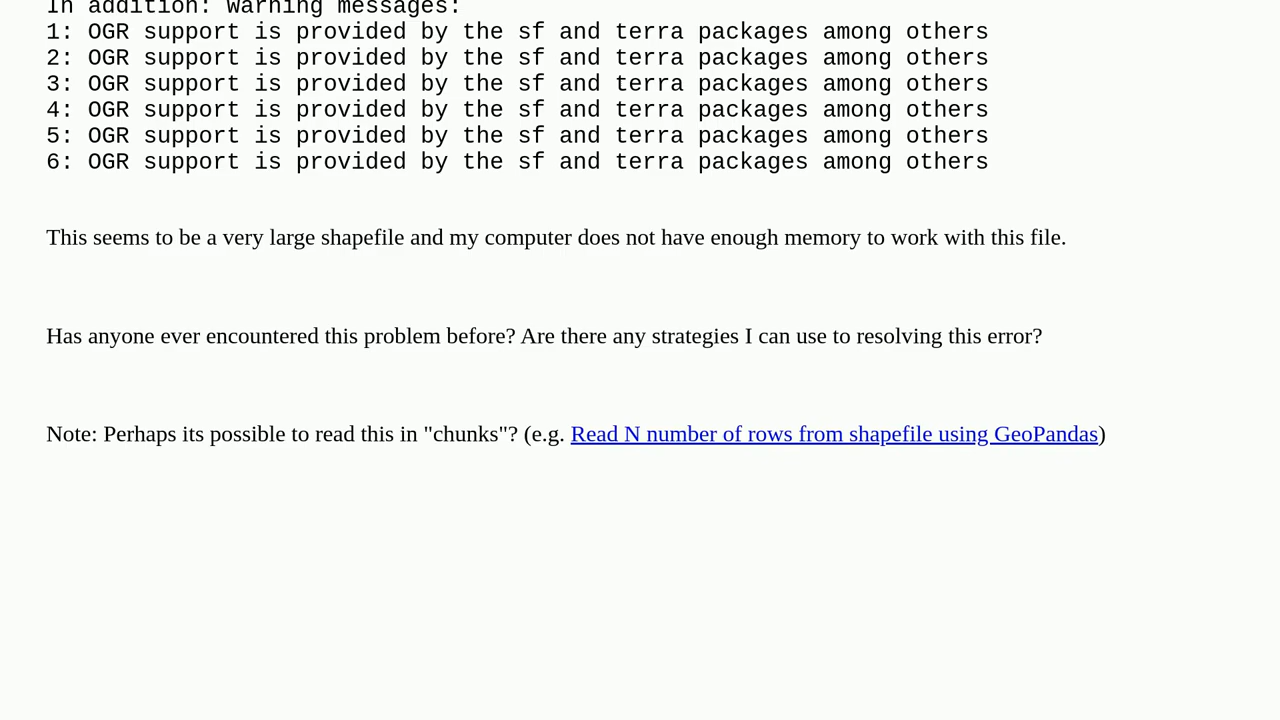 In addition: Warning messages:
1: OGR support is provided by the sf and terra packages among others
2: OGR support is provided by the sf and terra packages among others
3: OGR support is provided by the sf and terra packages among others
4: OGR support is provided by the sf and terra packages among others
5: OGR support is provided by the sf and terra packages among others
6: OGR support is provided by the sf and terra packages among others
This seems to be a very large shapefile and my computer does not have enough memory to work with this file.
Has anyone ever encountered this problem before? Are there any strategies I can use to resolving this error?
Note: Perhaps its possible to read this in "chunks"? (e.g. Read N number of rows from shapefile using GeoPandas)